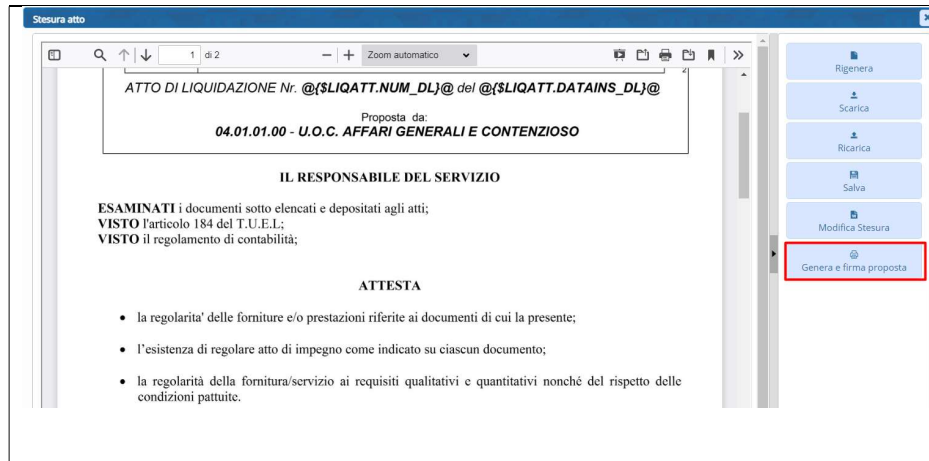 Stesura atto
1 di 2
Zoom automatico
2
ATTO DI LIQUIDAZIONE Nr. @{$LIQATT.NUM_DL}@ del @{$LIQATT.DATAINS_DL}@
Proposta da:
04.01.01.00 - U.O.C. AFFARI GENERALI E CONTENZIOSO
IL RESPONSABILE DEL SERVIZIO
ESAMINATI i documenti sotto elencati e depositati agli atti;
VISTO l'articolo 184 del T.U.E.L;
VISTO il regolamento di contabilità;
ATTESTA
• la regolarita' delle forniture e/o prestazioni riferite ai documenti di cui la presente;
• l’esistenza di regolare atto di impegno come indicato su ciascun documento;
• la regolarità della fornitura/servizio ai requisiti qualitativi e quantitativi nonché del rispetto delle
condizioni pattuite.
Rigenera
Scarica
Ricarica
Salva
Modifica Stesura
Genera e firma proposta